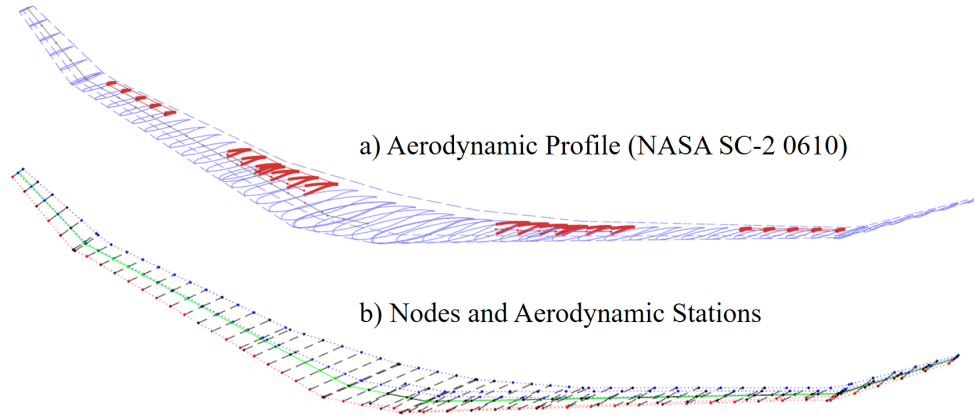 a) Aerodynamic Profile (NASA SC-2 0610)
b) Nodes and Aerodynamic Stations